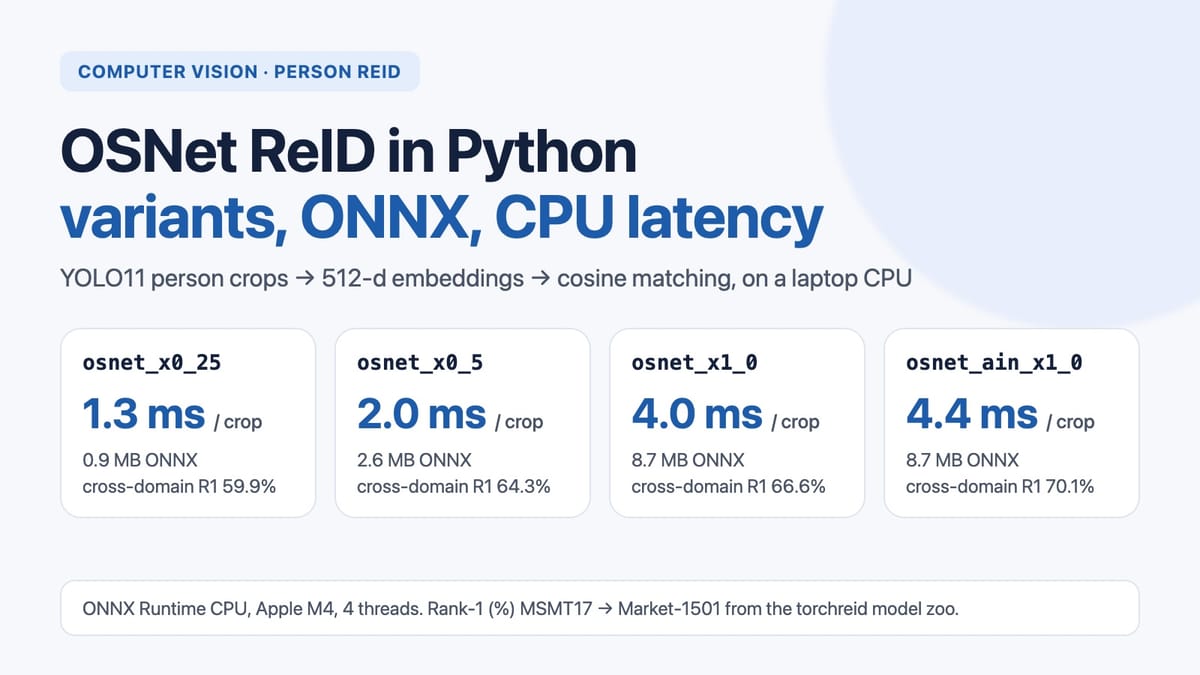 COMPUTER VISION · PERSON REID
OSNet ReID in Python
variants, ONNX, CPU latency
YOLO11 person crops → 512-d embeddings → cosine matching, on a laptop CPU
osnet_x0_25
1.3 ms / crop
0.9 MB ONNX
cross-domain R1 59.9%
osnet_x0_5
2.0 ms / crop
2.6 MB ONNX
cross-domain R1 64.3%
osnet_x1_0
4.0 ms / crop
8.7 MB ONNX
cross-domain R1 66.6%
osnet_ain_x1_0
4.4 ms / crop
8.7 MB ONNX
cross-domain R1 70.1%
ONNX Runtime CPU, Apple M4, 4 threads. Rank-1 (%) MSMT17 → Market-1501 from the torchreid model zoo.